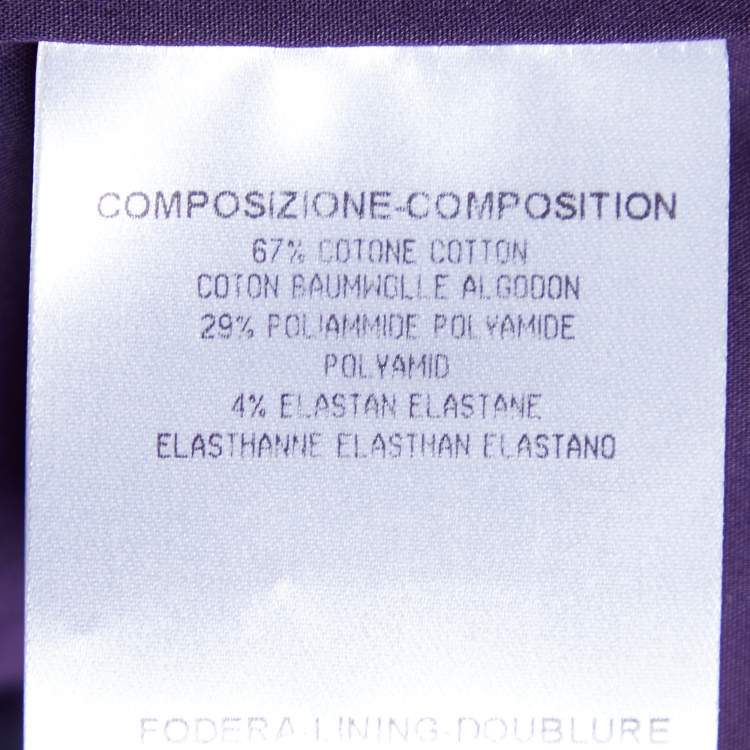 COMPOSIZIONE-COMPOSITION
67% COTONE COTTON
COTON BAUMWOLLE ALGODON
29% POLIAMMIDE POLYAMIDE
POLYAMID
4% ELASTAN ELASTANE
ELASTHANNE ELASTHAN ELASTANO
FODERA-LINING-DOUBLURE